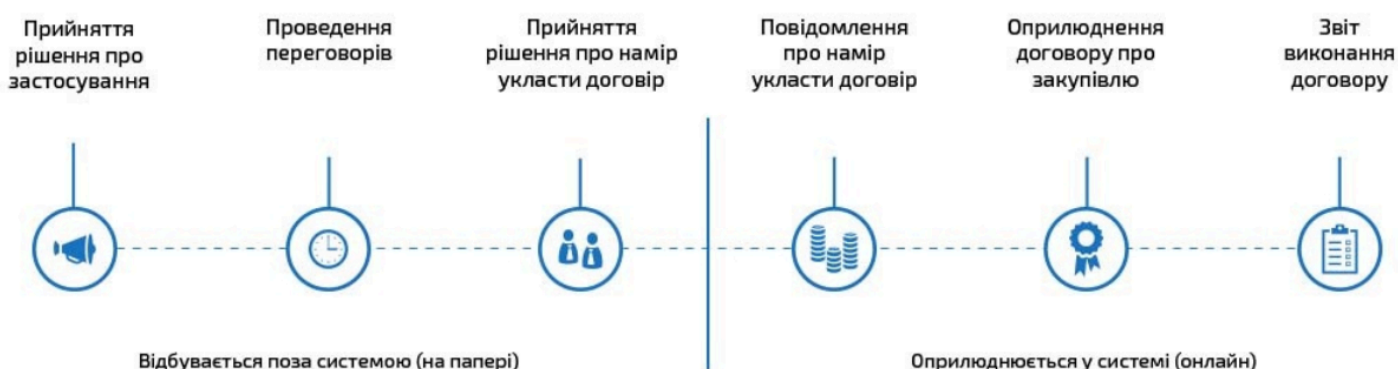 Прийняття
рішення про
застосування
Проведення
переговорів
Прийняття
рішення про намір
укласти договір
Повідомлення
про намір
укласти договір
Оприлюднення
договору про
закупівлю
Звіт
виконання
договору
Відбувається поза системою (на папері)
Оприлюднюється у системі (онлайн)